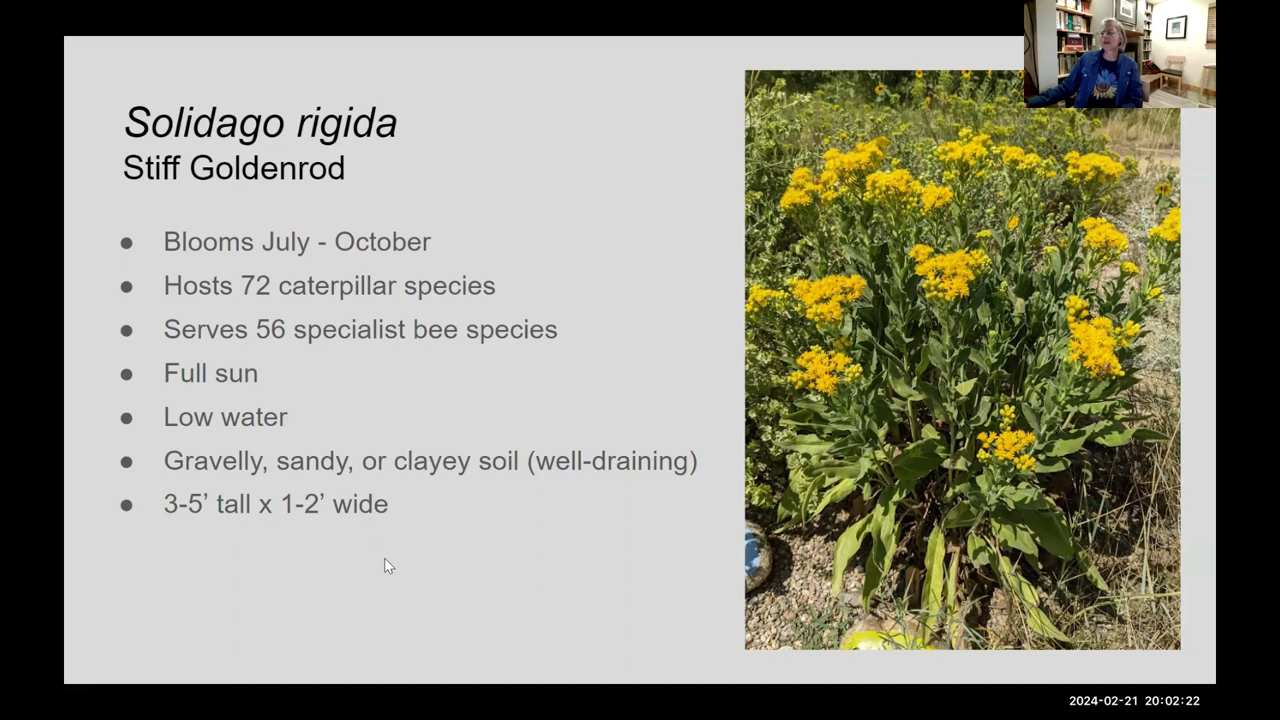 Solidago rigida
Stiff Goldenrod
● Blooms July - October
● Hosts 72 caterpillar species
● Serves 56 specialist bee species
● Full sun
● Low water
● Gravelly, sandy, or clayey soil (well-draining)
● 3-5’ tall x 1-2’ wide
2024-02-21 20:02:22